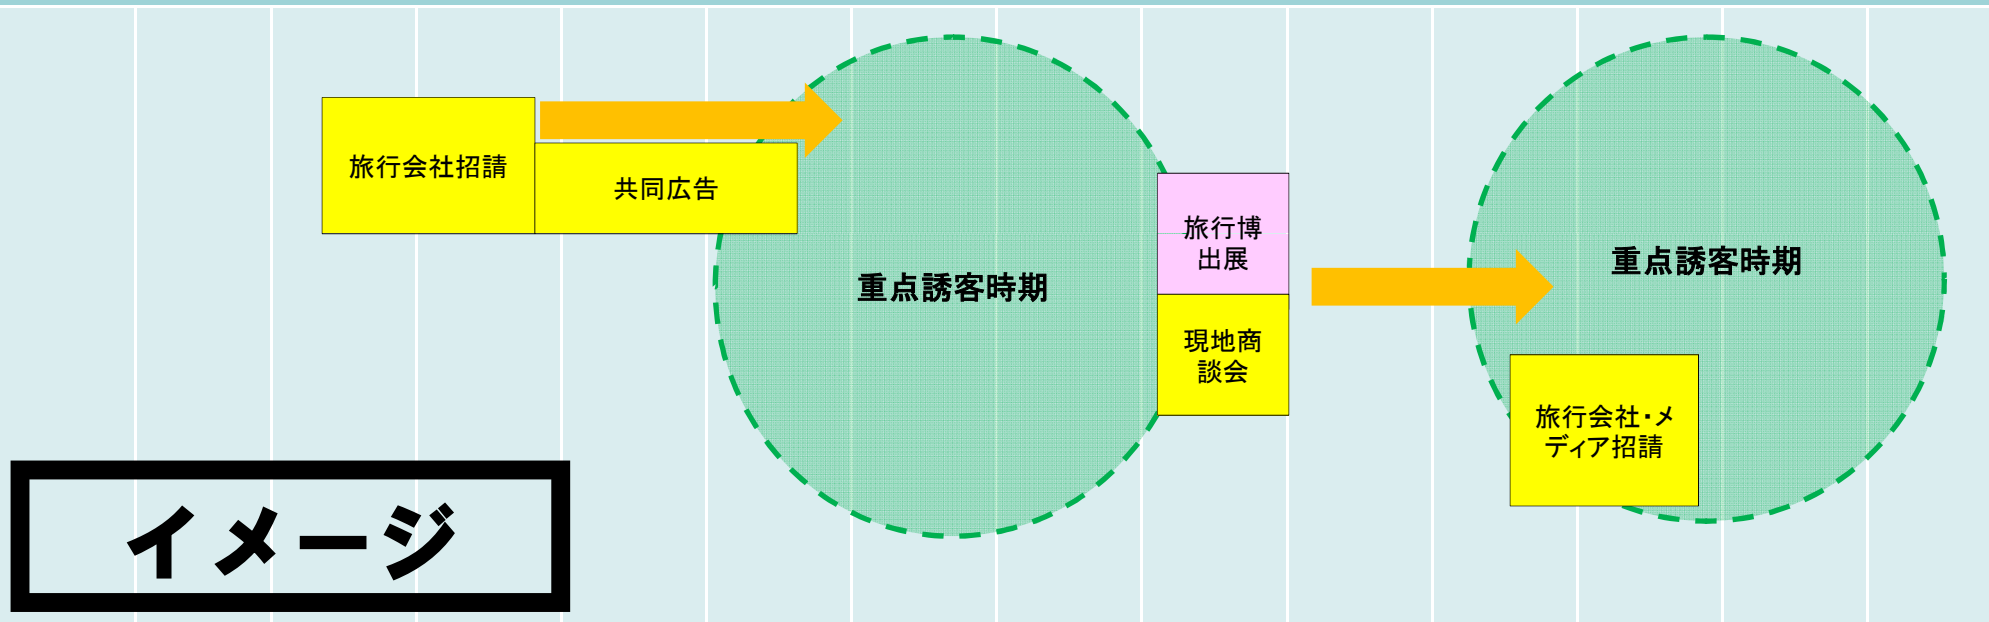 旅行会社招請
共同広告
重点誘客時期
旅行博
出展
現地商
談会
重点誘客時期
旅行会社・メ
ディア招請
イメージ